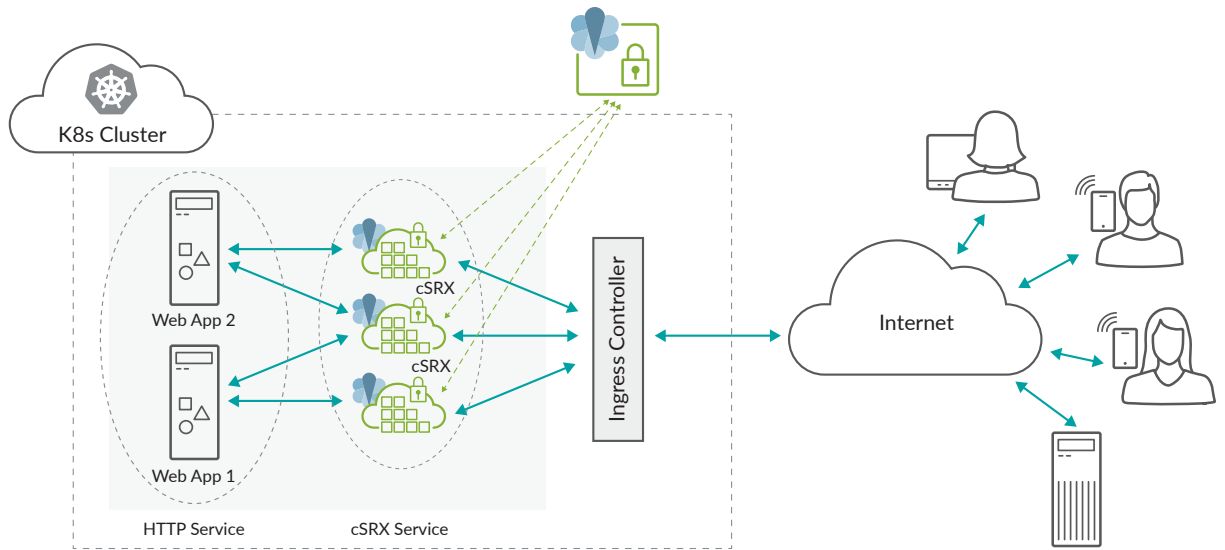 K8s Cluster
cSRX
Web App 2
Ingress Controller
Internet
cSRX
Web App 1
HTTP Service
cSRX Service